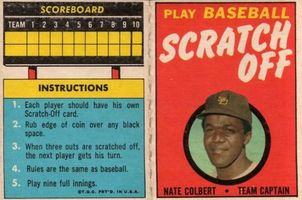 SCOREBOARD
TEAM 1 2 3 4 5 6 7 8 9 10
INSTRUCTIONS
1. Each player should have his own
Scratch-Off card.
2. Rub edge of coin over any black
space.
3. When three outs are scratched off,
the next player gets his turn.
4. Rules are the same as baseball.
5. Play nine full innings.
©T.C.G. PRT'D. IN U.S.A.
PLAY BASEBALL
SCRATCH
OFF
NATE COLBERT • TEAM CAPTAIN